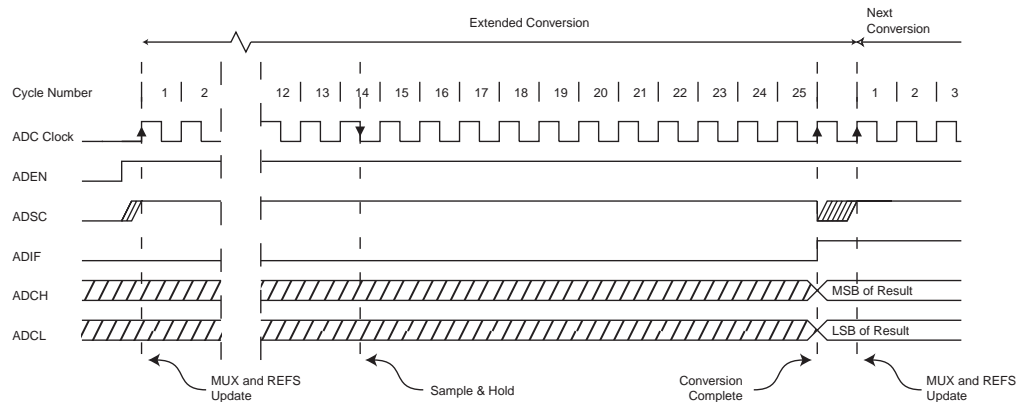 Extended Conversion
Next
Conversion
Cycle Number 1 2 12 13 14 15 16 17 18 19 20 21 22 23 24 25 1 2 3
ADC Clock
ADEN
ADSC
ADIF
ADCH MSB of Result
ADCL LSB of Result
MUX and REFS
Update
Sample & Hold
Conversion
Complete
MUX and REFS
Update